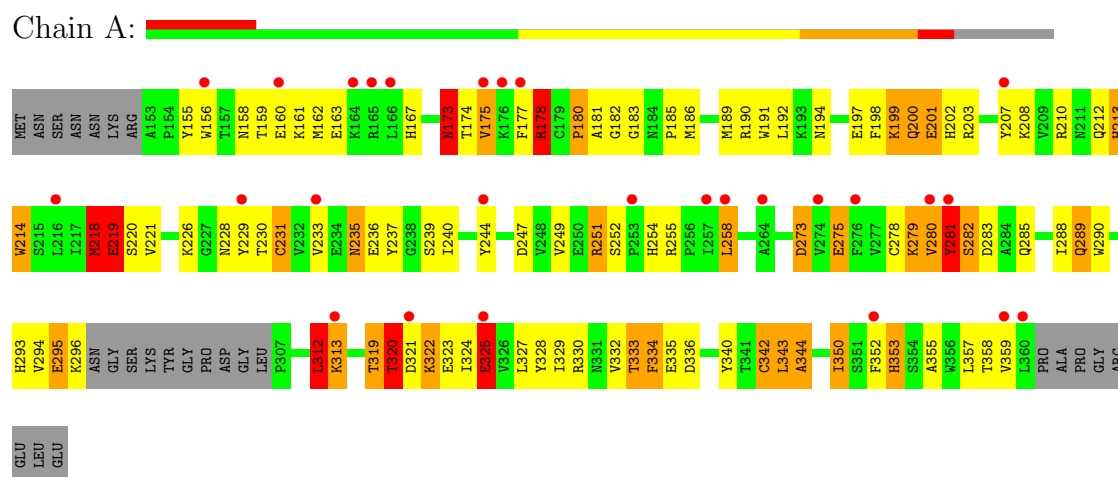 Chain A:
MET ASN SER ASN ASN LYS ARG A153 P154 Y155 W156 T157 N158 T159 E160 K161 M162 E163 K164 R165 L166 H167 N173 T174 V175 K176 F177 R178 C179 P180 A181 G182 G183 N184 P185 M186 M189 R190 W191 L192 K193 N194 E197 F198 K199 Q200 E201 H202 R203 Y207 K208 V209 R210 N211 Q212 H213
W214 S215 L216 I217 M218 E219 S220 V221 K226 G227 N228 Y229 T230 C231 V232 V233 E234 N235 E236 Y237 G238 S239 I240 Y244 D247 V248 V249 E250 R251 S252 P253 H254 R255 P256 I257 L258 A264 D273 V274 E275 F276 V277 C278 K279 V280 Y281 S282 D283 A284 Q285 I288 Q289 W290
H293 V294 E295 K296 ASN GLY SER LYS TYR GLY PRO ASP GLY LEU P307 L312 K313 T319 T320 D321 K322 E323 I324 E325 V326 L327 Y328 I329 R330 N331 V332 T333 F334 E335 D336 Y340 T341 C342 L343 A344 I350 S351 F352 H353 S354 A355 W356 L357 T358 V359 L360 PRO ALA PRO GLY ARG
GLU LEU GLU